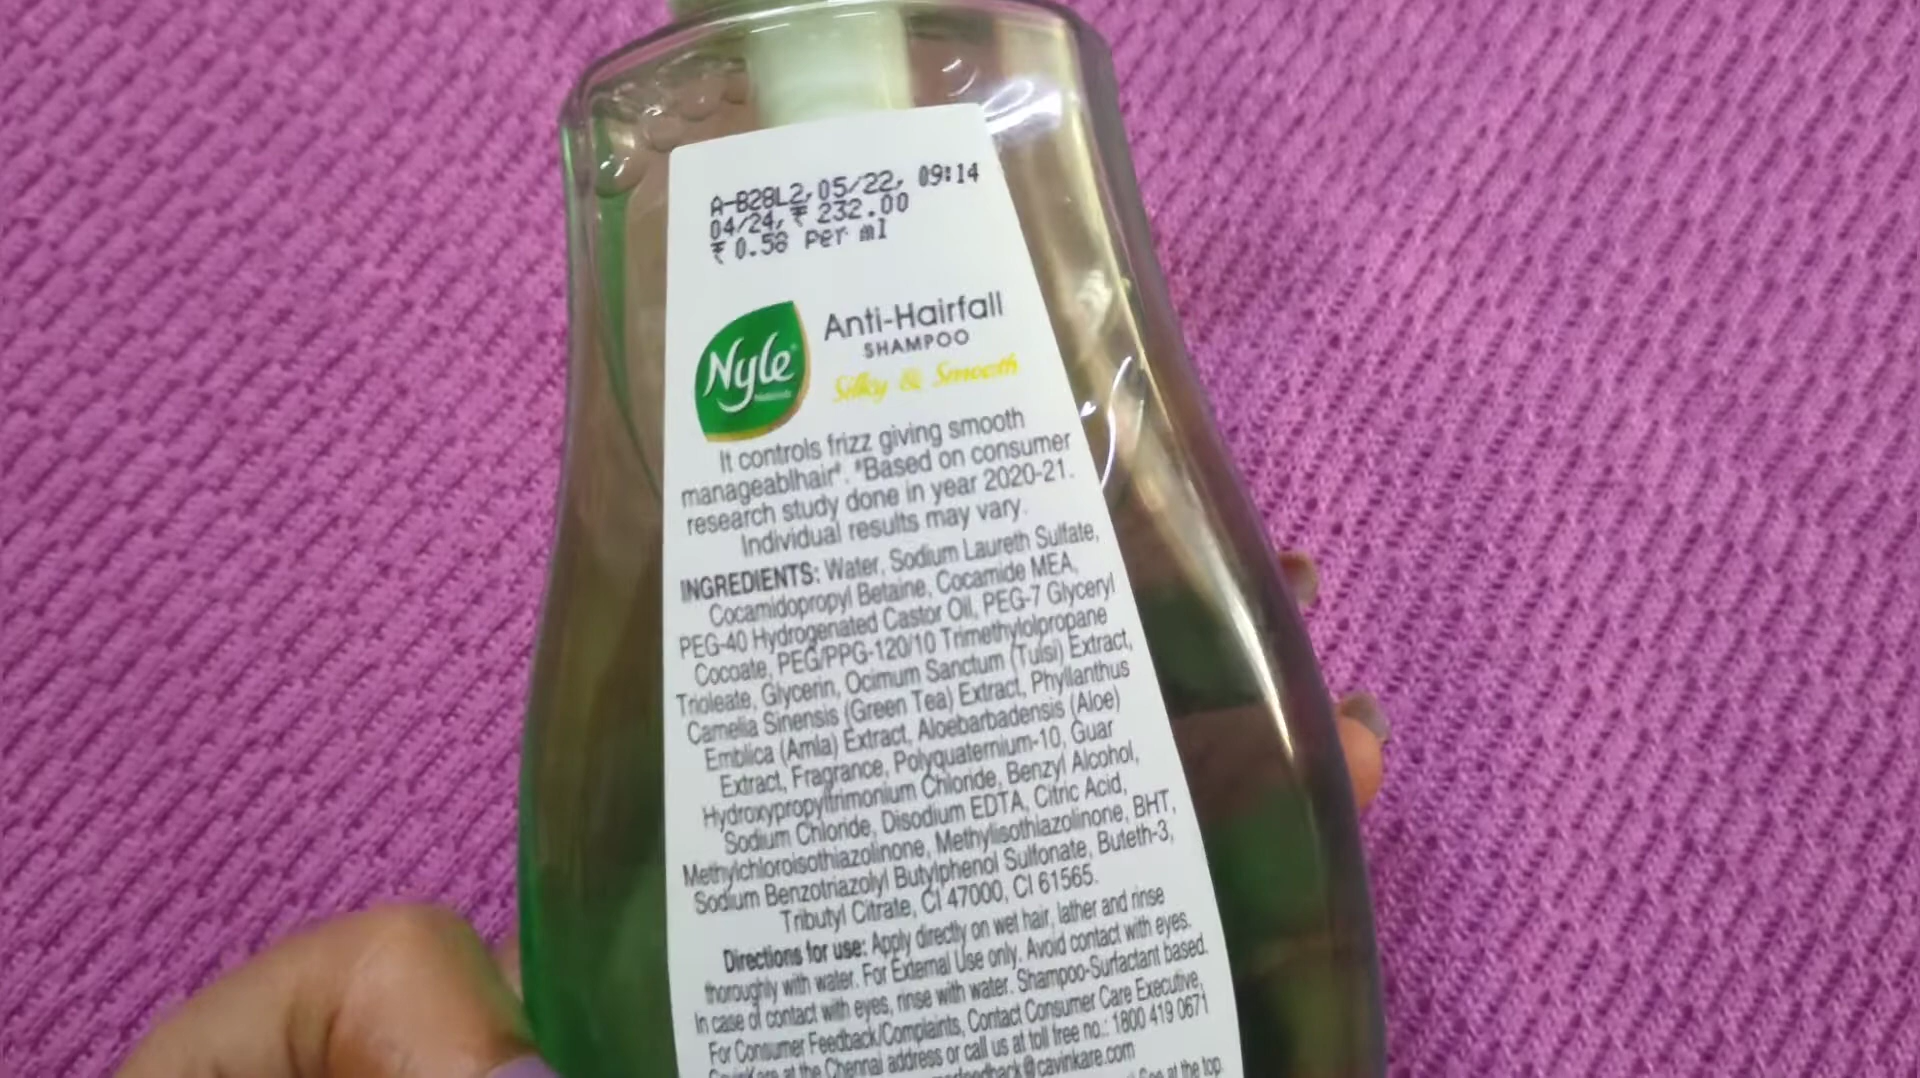 A-B28L2,05/22, 09:14
04/24,₹ 232.00
₹ 0.58 Per ml
Nyle
Anti-Hairfall
SHAMPOO
Silky & Smooth
It controls frizz giving smooth
manageablhair#. #Based on consumer
research study done in year 2020-21.
Individual results may vary.
INGREDIENTS: Water, Sodium Laureth Sulfate,
Cocamidopropyl Betaine, Cocamide MEA,
PEG-40 Hydrogenated Castor Oil, PEG-7 Glyceryl
Cocoate, PEG/PPG-120/10 Trimethylolpropane
Trioleate, Glycerin, Ocimum Sanctum (Tulsi) Extract,
Camellia Sinensis (Green Tea) Extract, Phyllanthus
Emblica (Amla) Extract, Aloebarbadensis (Aloe)
Extract, Fragrance, Polyquaternium-10, Guar
Hydroxypropyltrimonium Chloride, Benzyl Alcohol,
Sodium Chloride, Disodium EDTA, Citric Acid,
Methylchloroisothiazolinone, Methylisothiazolinone, BHT,
Sodium Benzotriazolyl Butylphenol Sulfonate, Buteth-3,
Tributyl Citrate, CI 47000, CI 61565.
Directions for use: Apply directly on wet hair, lather and rinse
thoroughly with water. For External Use only. Avoid contact with eyes.
In case of contact with eyes, rinse with water. Shampoo-Surfactant based.
For Consumer Feedback/Complaints, Contact Consumer Care Executive,
CavinKare at the Chennai address or call us at toll free no.: 1800 419 0671
@cavinkare.com
See at the top